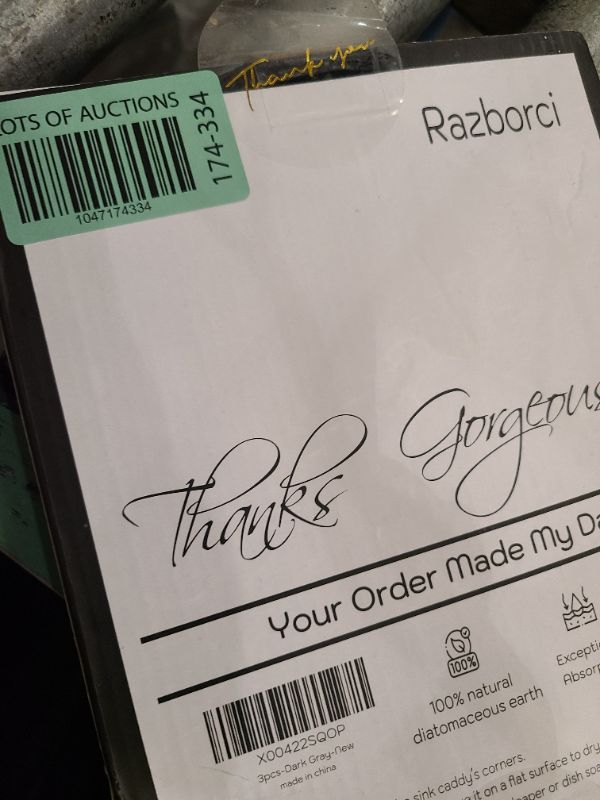 Thank you
LOTS OF AUCTIONS
174-334
1047174334
Razborci
Thanks Gorgeous
Your Order Made My Da
100%
100% natural
diatomaceous earth
Excepti
Absorp
X00422SQOP
3pcs-Dark Gray-New
made in china
sink caddy's corners.
it on a flat surface to dry
or dish soa